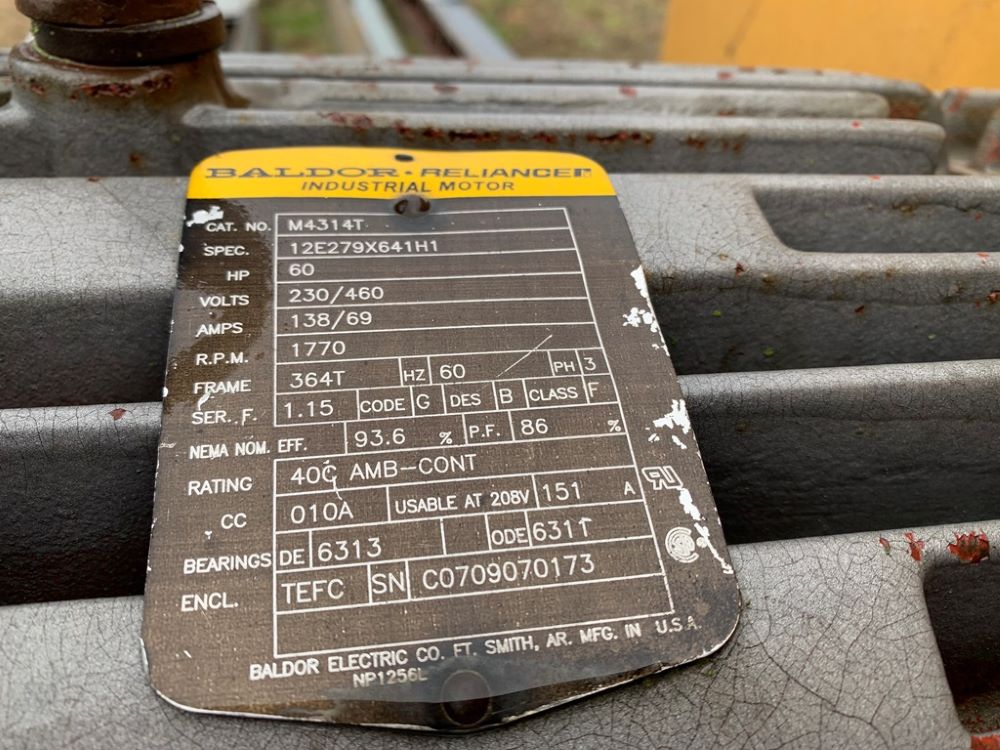 BALDOR • RELIANCE
INDUSTRIAL MOTOR
CAT. NO. M4314T
SPEC. 12E279X641H1
HP 60
VOLTS 230/460
AMPS 138/69
R.P.M. 1770
FRAME 364T HZ 60 PH 3
SER. F. 1.15 CODE G DES B CLASS F
NEMA NOM. EFF. 93.6 % P.F. 86 %
RATING 40C AMB-CONT
CC 010A USABLE AT 208V 151 A
BEARINGS DE 6313 ODE 6311
ENCL. TEFC SN C0709070173
BALDOR ELECTRIC CO. FT. SMITH, AR. MFG. IN U.S.A.
NP1256L